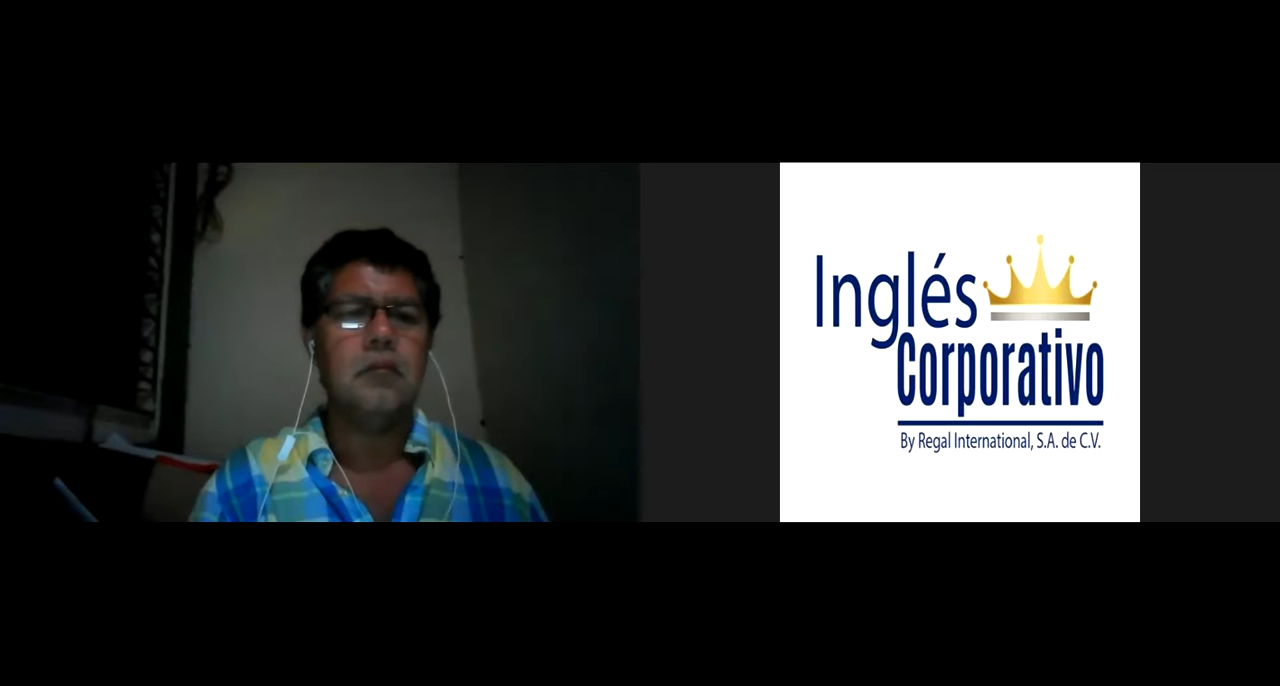 Inglés
Corporativo
By Regal International, S.A. de C.V.